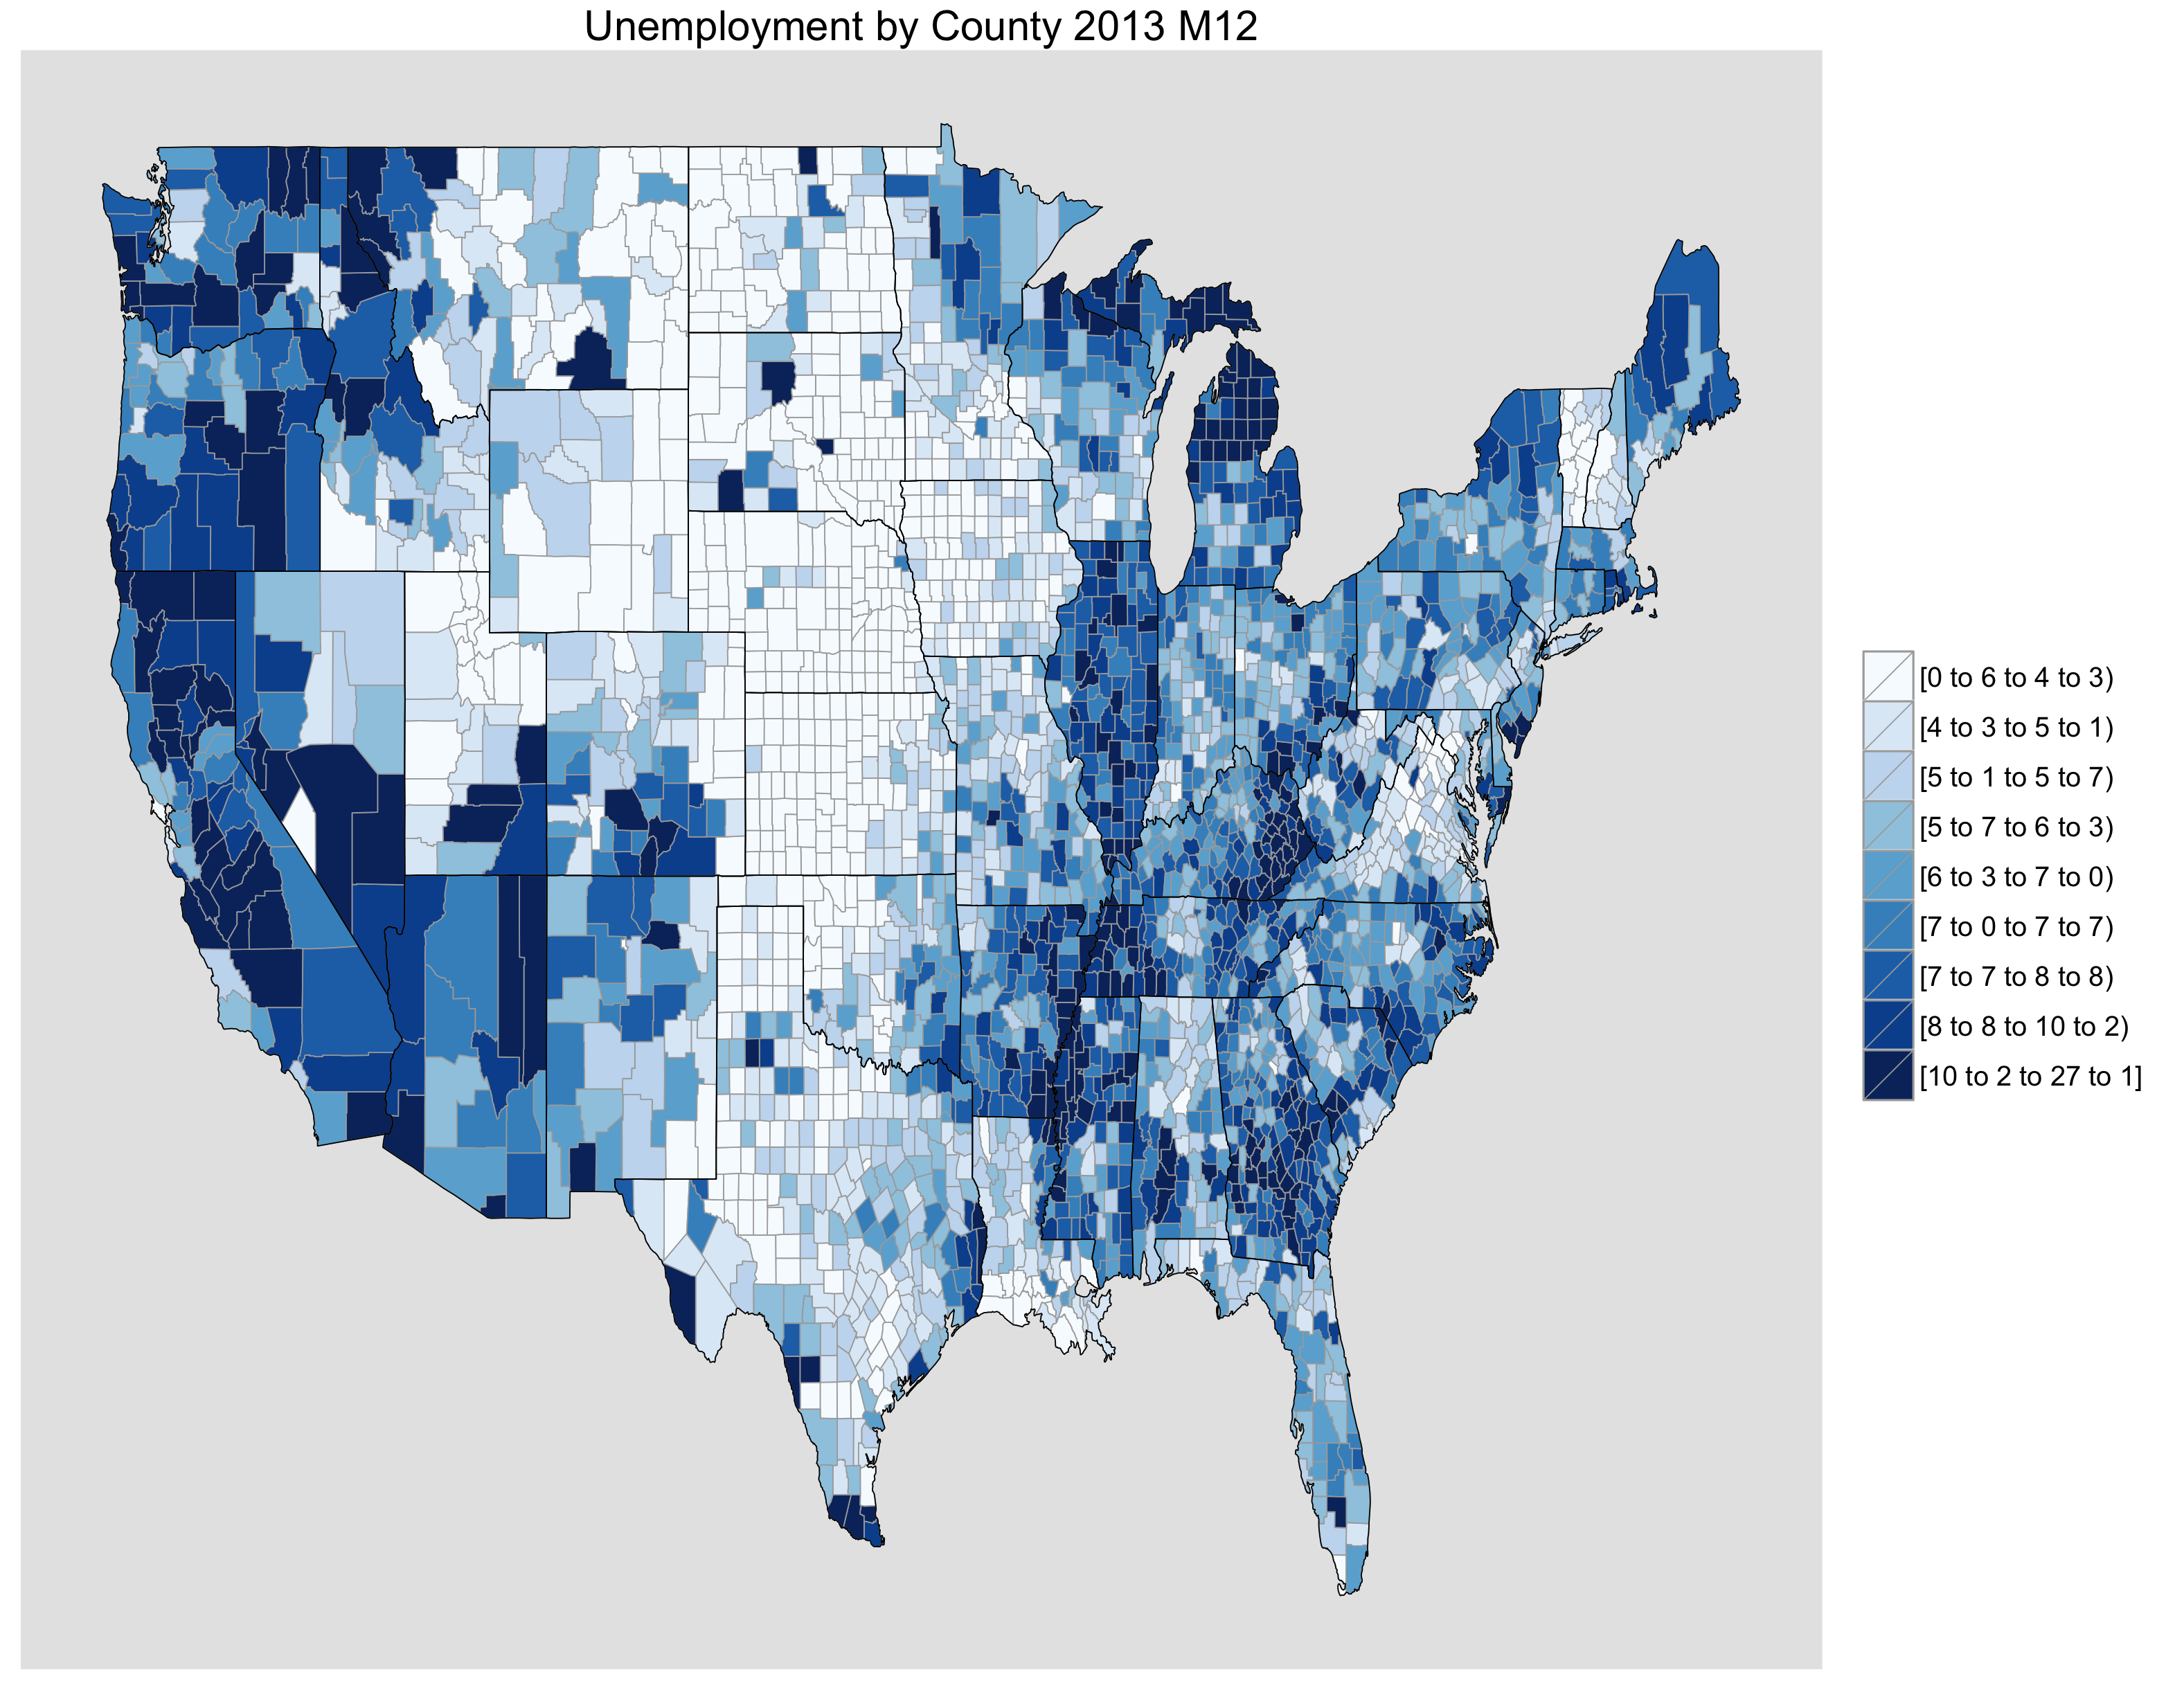 Unemployment by County 2013 M12
[0 to 6 to 4 to 3)
[4 to 3 to 5 to 1)
[5 to 1 to 5 to 7)
[5 to 7 to 6 to 3)
[6 to 3 to 7 to 0)
[7 to 0 to 7 to 7)
[7 to 7 to 8 to 8)
[8 to 8 to 10 to 2)
[10 to 2 to 27 to 1]